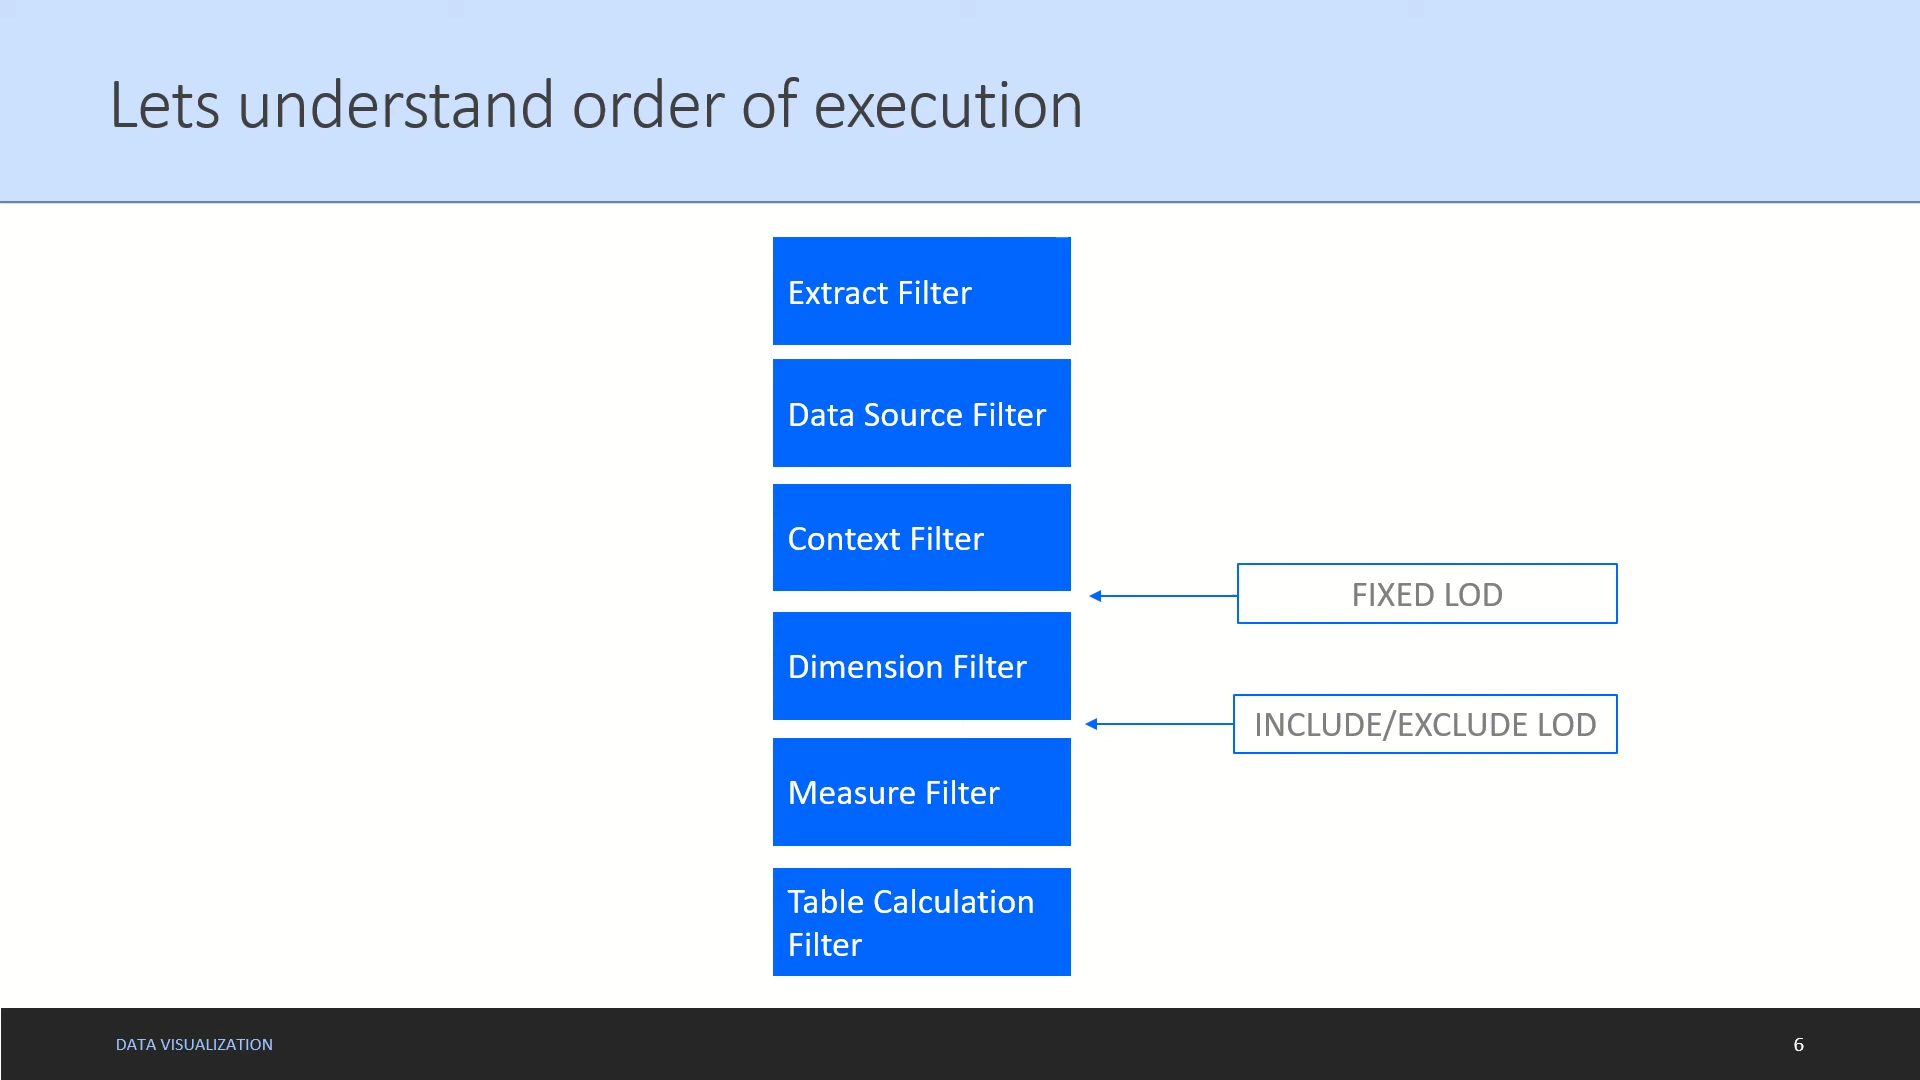 Lets understand order of execution
Extract Filter
Data Source Filter
Context Filter
FIXED LOD
Dimension Filter
INCLUDE/EXCLUDE LOD
Measure Filter
Table Calculation
Filter
DATA VISUALIZATION
6